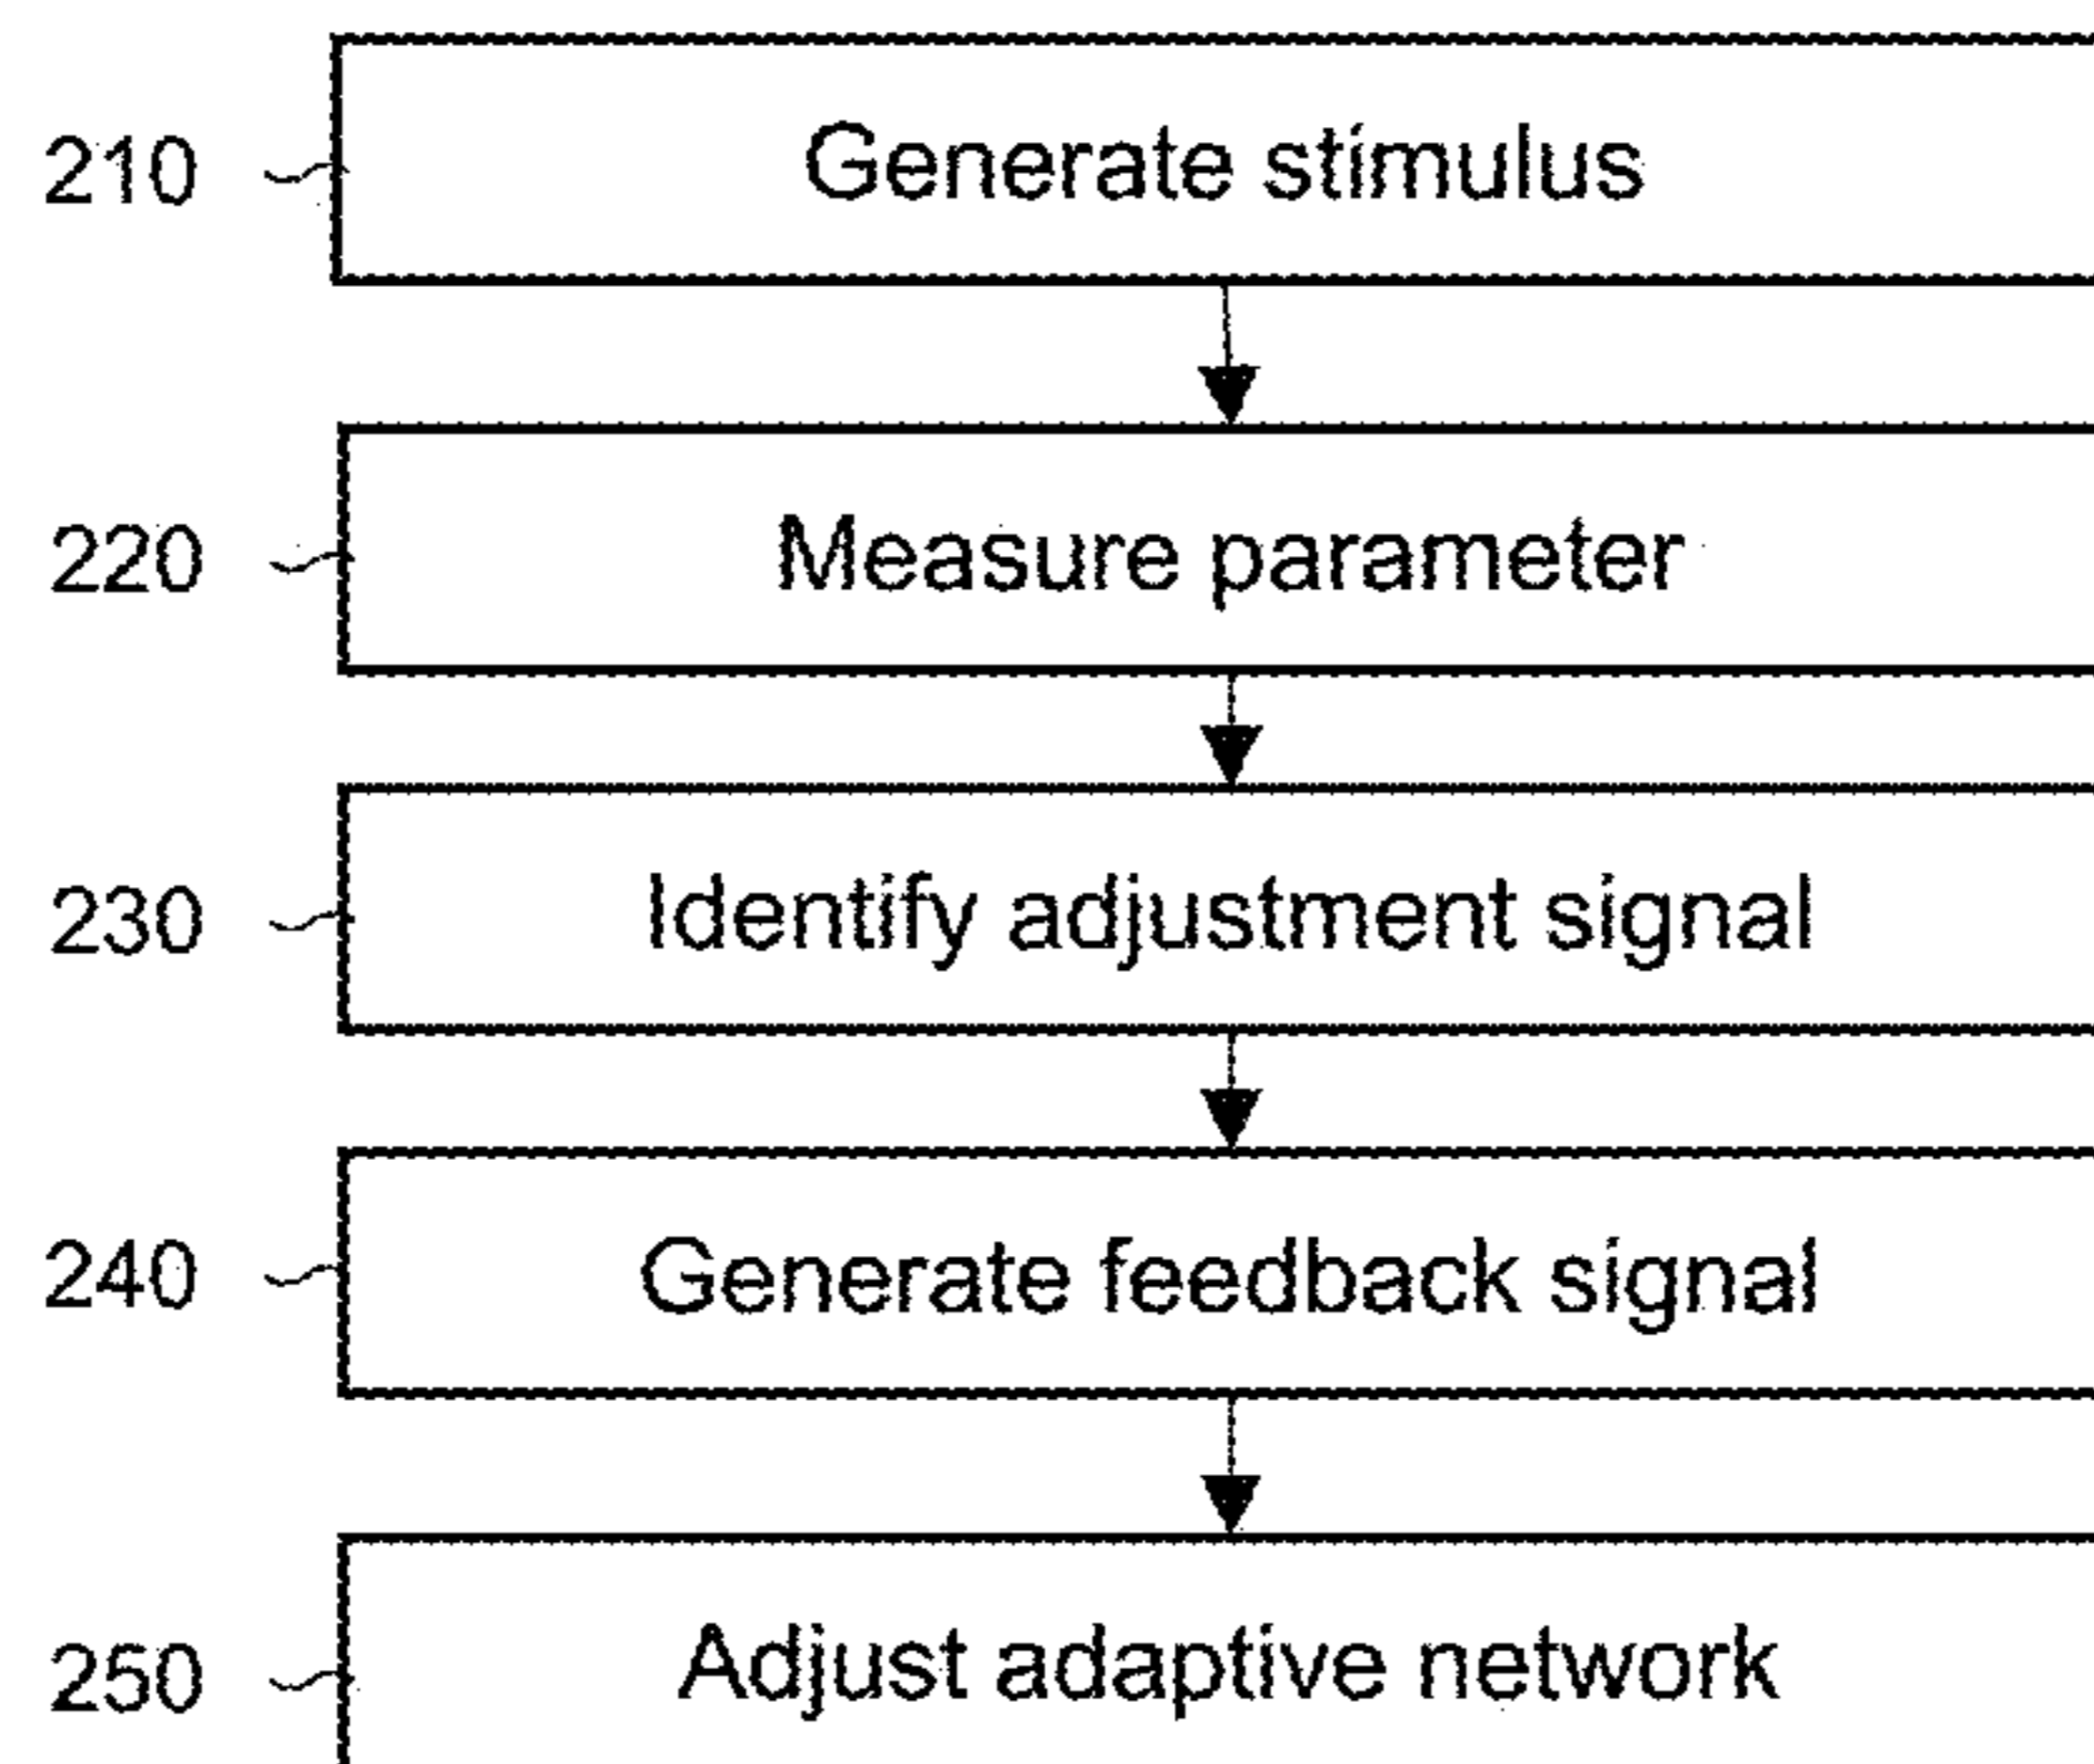 210 Generate stimulus
220 Measure parameter
230 Identify adjustment signal
240 Generate feedback signal
250 Adjust adaptive network